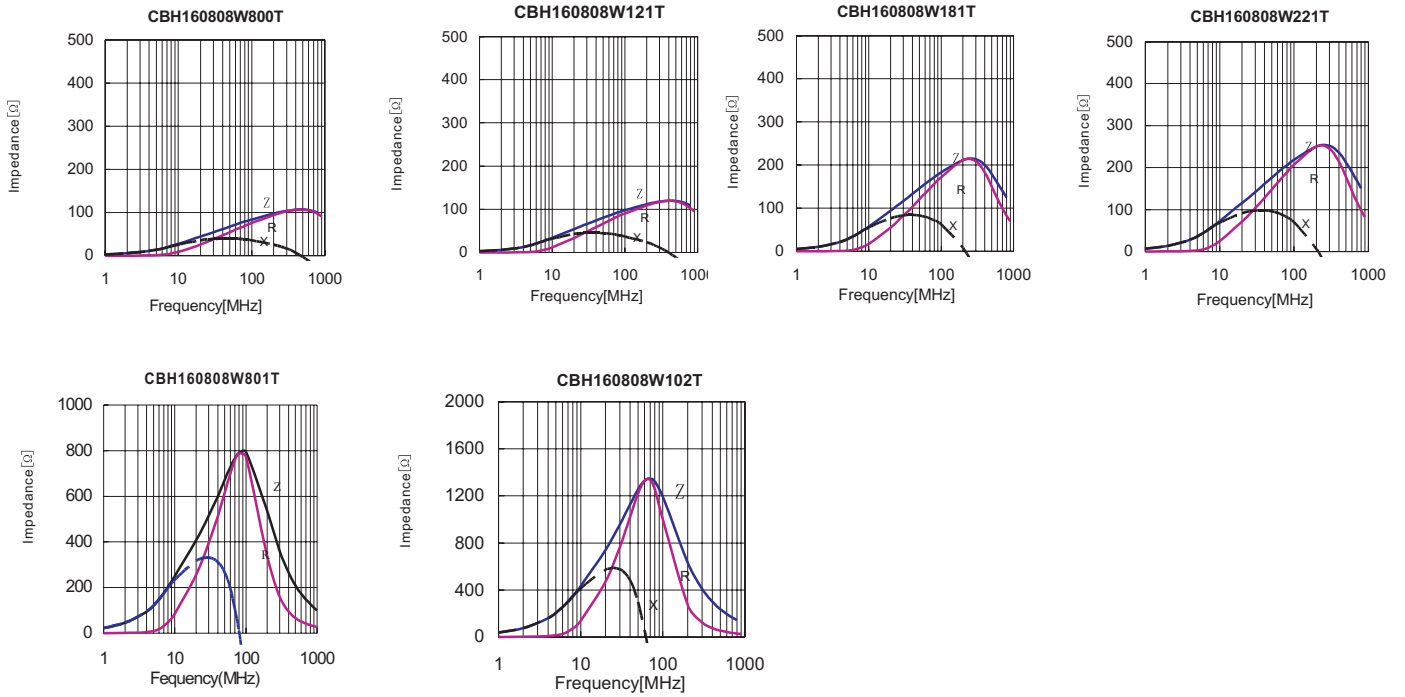 CBH160808W800T
500
400
300
200
100
0
Impedance[Ω]
Z
R
X
1 10 100 1000
Frequency[MHz]
CBH160808W121T
500
400
300
200
100
0
Impedance[Ω]
Z
R
X
1 10 100 100
Frequency[MHz]
CBH160808W181T
500
400
300
200
100
0
Impedance[Ω]
Z
R
X
1 10 100 1000
Frequency[MHz]
CBH160808W221T
500
400
300
200
100
0
Impedance[Ω]
Z
R
X
1 10 100 1000
Frequency[MHz]
CBH160808W801T
1000
800
600
400
200
0
Impedance[Ω]
Z
R
1 10 100 1000
Fequency(MHz)
CBH160808W102T
2000
1600
1200
800
400
0
Impedance[Ω]
Z
R
X
1 10 100 1000
Frequency[MHz]